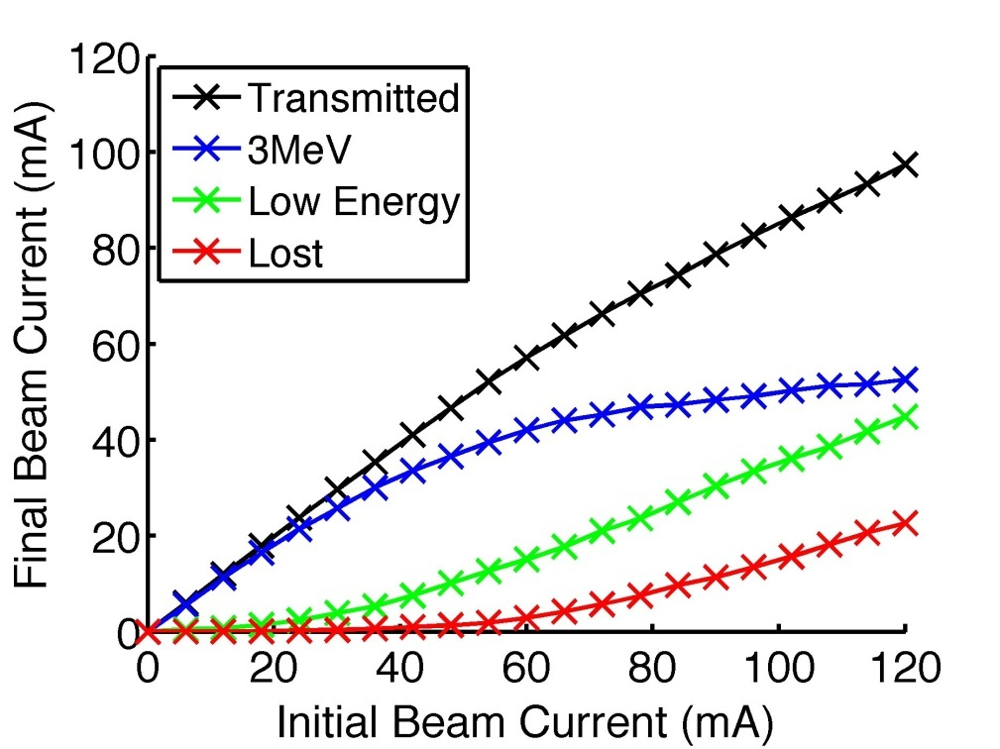 120
100
80
60
40
20
0
Final Beam Current (mA)
Transmitted
3MeV
Low Energy
Lost
0 20 40 60 80 100 120
Initial Beam Current (mA)